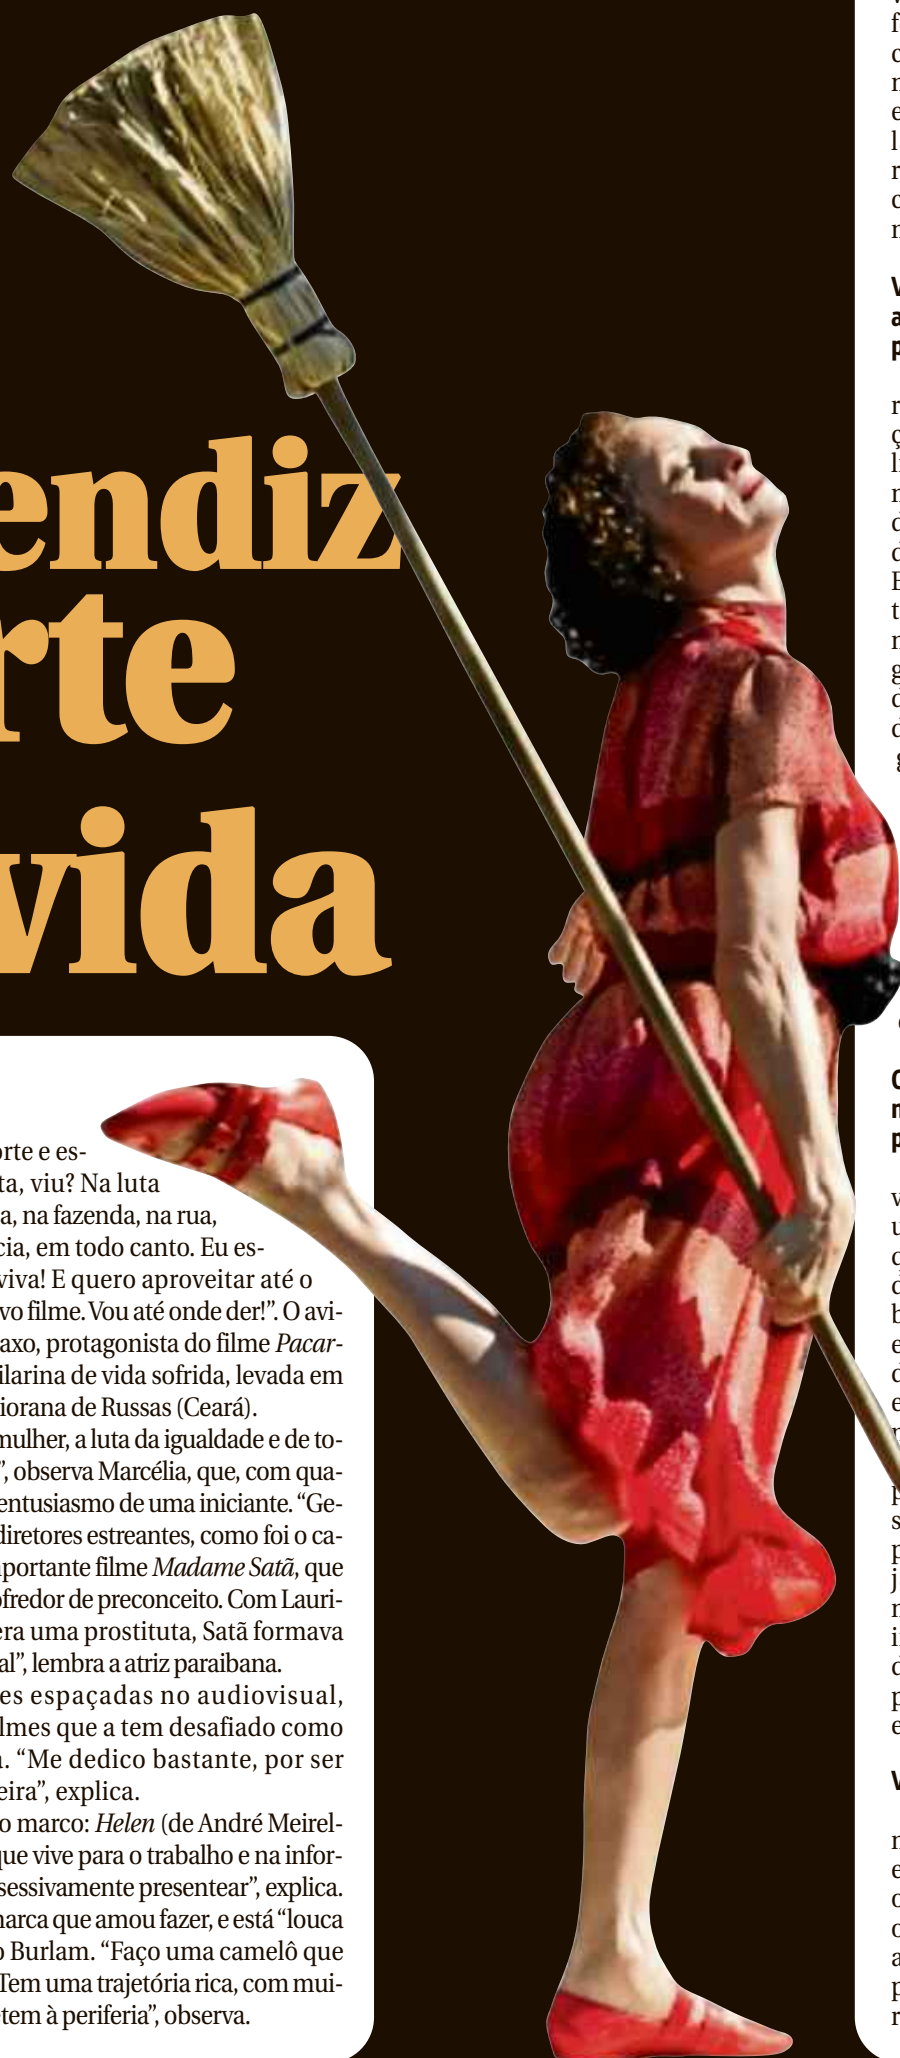 endiz
rte
vida
orte e es-
ta, viu? Na luta
a, na fazenda, na rua,
cia, em todo canto. Eu es-
viva! E quero aproveitar até o
vo filme. Vou até onde der!”. O avi-
axo, protagonista do filme Pacar-
ilarina de vida sofrida, levada em
iorana de Russas (Ceará).
mulher, a luta da igualdade e de to-
”, observa Marcélia, que, com qua-
entusiasmo de uma iniciante. “Ge-
diretores estreantes, como foi o ca-
portante filme Madame Satã, que
ofredor de preconceito. Com Lauri-
era uma prostituta, Satã formava
al”, lembra a atriz paraibana.
es espaçadas no audiovisual,
lmes que a tem desafiado como
a. “Me dedico bastante, por ser
eira”, explica.
o marco: Helen (de André Meirel-
que vive para o trabalho e na infor-
sessivamente presentear”, explica.
narca que amou fazer, e está “louca
o Burlam. “Faço uma camelô que
Tem uma trajetória rica, com mui-
etem à periferia”, observa.